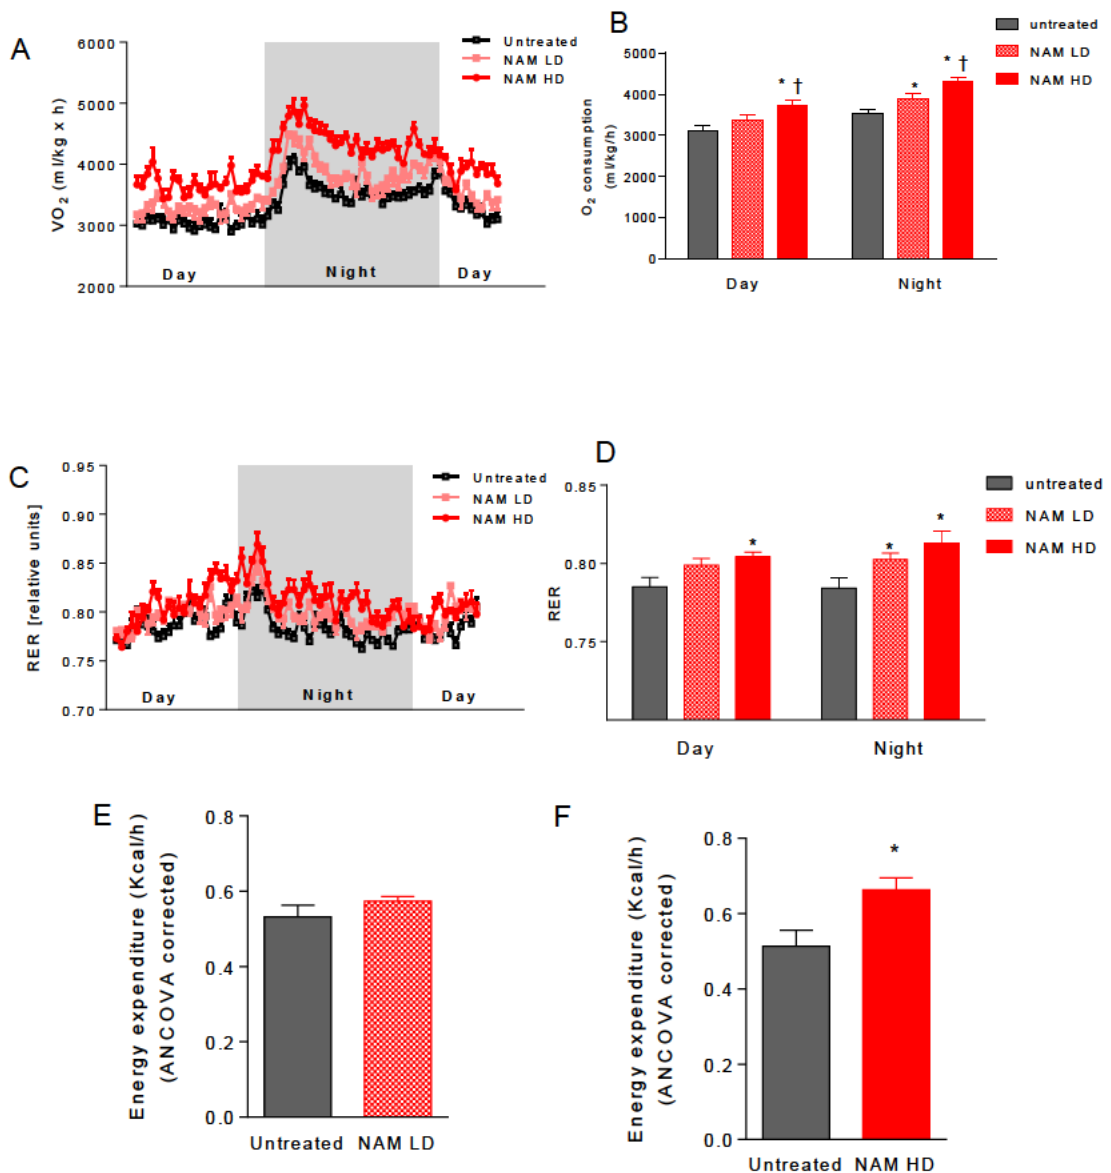 A
VO2 (ml/kg x h)
6000
5000
4000
3000
2000
Untreated
NAM LD
NAM HD
Day
Night
Day
B
O2 consumption
(ml/kg/h)
5000
4000
3000
2000
1000
0
untreated
NAM LD
NAM HD
* †
*
* †
Day
Night
C
RER [relative units]
0.95
0.90
0.85
0.80
0.75
0.70
Untreated
NAM LD
NAM HD
Day
Night
Day
D
RER
0.85
0.80
0.75
untreated
NAM LD
NAM HD
*
*
*
Day
Night
E
Energy expenditure (Kcal/h)
(ANCOVA corrected)
0.8
0.6
0.4
0.2
0.0
Untreated
NAM LD
F
Energy expenditure (Kcal/h)
(ANCOVA corrected)
0.8
0.6
0.4
0.2
0.0
*
Untreated
NAM HD